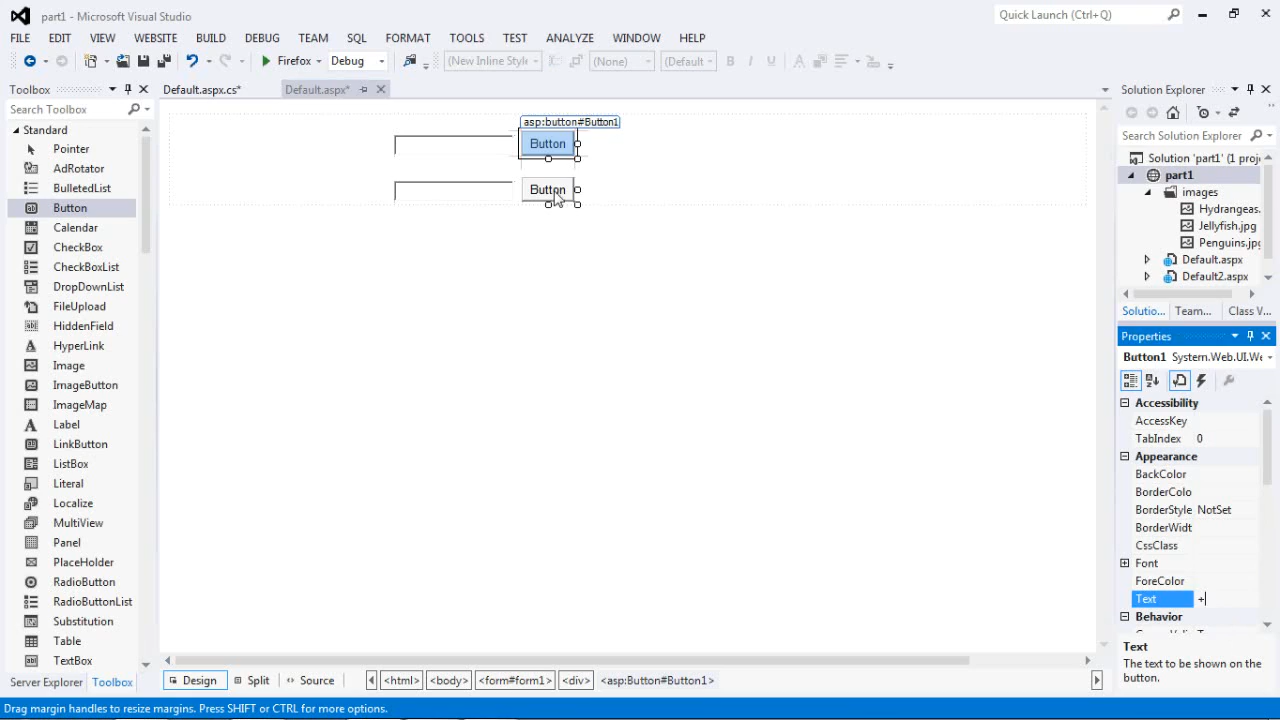 part1 - Microsoft Visual Studio
Quick Launch (Ctrl+Q)
FILE EDIT VIEW WEBSITE BUILD DEBUG TEAM SQL FORMAT TOOLS TEST ANALYZE WINDOW HELP
Firefox Debug (New Inline Style (None) (Default B I U A
Toolbox
Default.aspx.cs* Default.aspx*
Solution Explorer
Search Toolbox
Search Solution Explorer
Standard
Pointer
AdRotator
BulletedList
Button
Calendar
CheckBox
CheckBoxList
DropDownList
FileUpload
HiddenField
HyperLink
Image
ImageButton
ImageMap
Label
LinkButton
ListBox
Literal
Localize
MultiView
Panel
PlaceHolder
RadioButton
RadioButtonList
Substitution
Table
TextBox
Server Explorer Toolbox
asp:button#Button1
Button
Button
Design Split Source <html> <body> <form#form1> <div> <asp:Button#Button1>
Solution 'part1' (1 proj
part1
images
Hydrangeas.
Jellyfish.jpg
Penguins.jpg
Default.aspx
Default2.aspx
Solutio... Team... Class V...
Properties
Button1 System.Web.UI.We
Accessibility
AccessKey
TabIndex 0
Appearance
BackColor
BorderColo
BorderStyle NotSet
BorderWidt
CssClass
Font
ForeColor
Text +
Behavior
Text
The text to be shown on the
button.
Drag margin handles to resize margins. Press SHIFT or CTRL for more options.